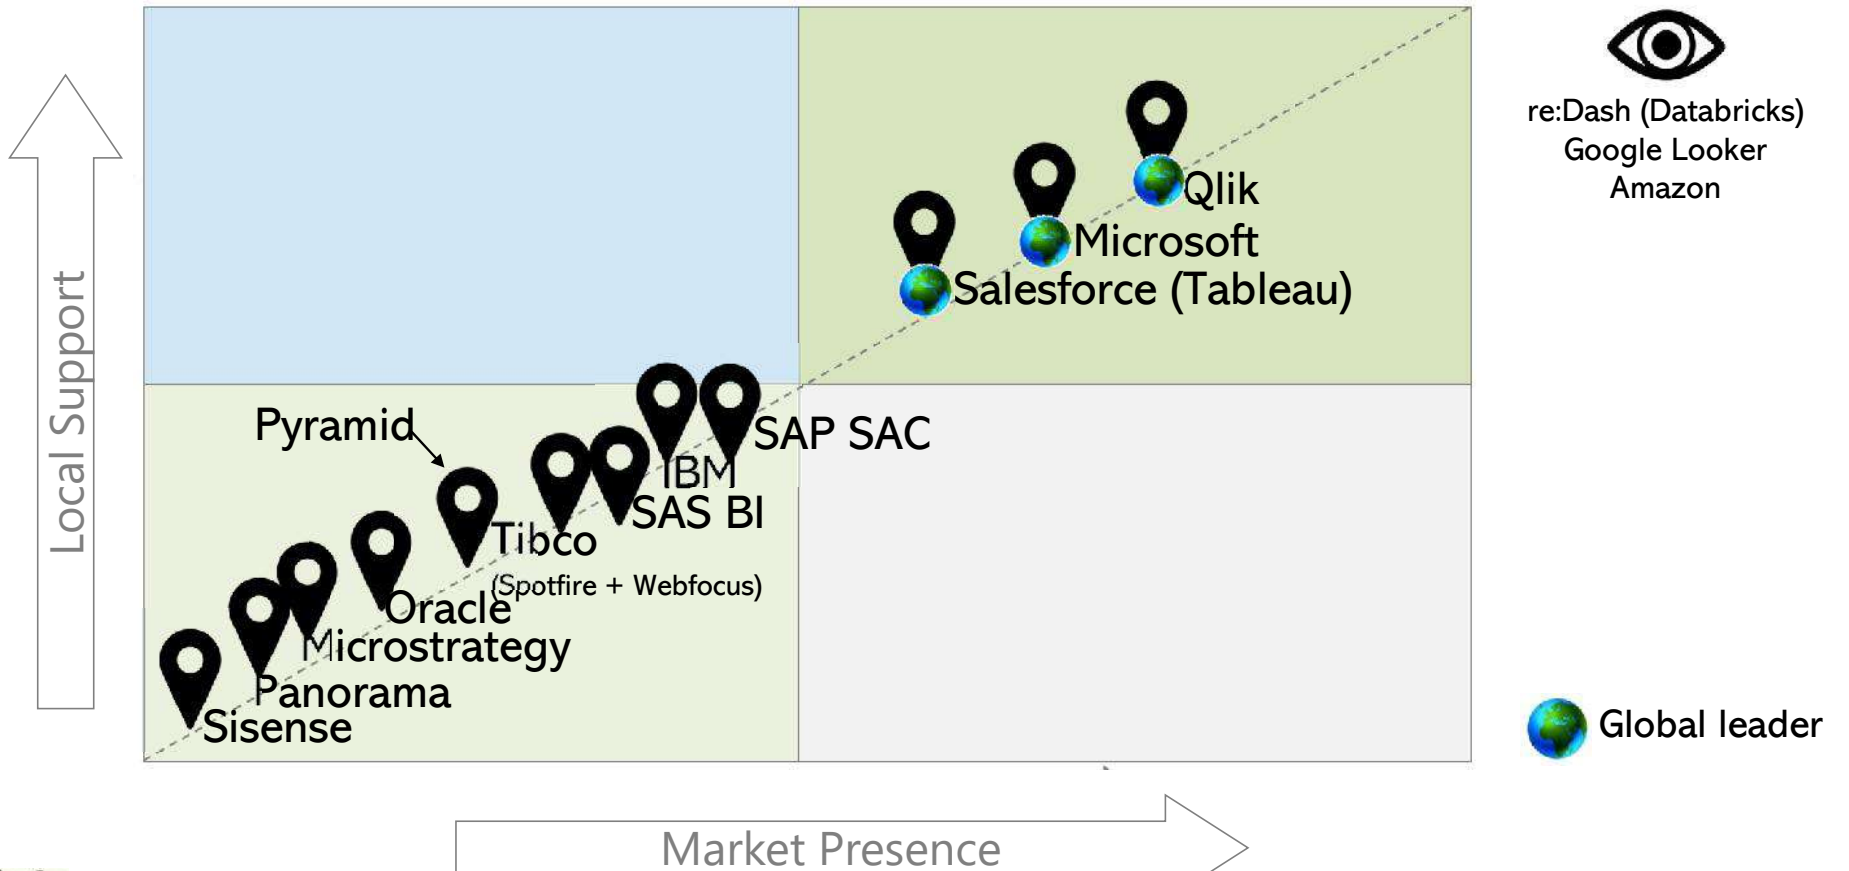 re:Dash (Databricks)
Google Looker
Amazon
Qlik
Microsoft
Salesforce (Tableau)
Local Support
Pyramid
SAP SAC
IBM
SAS BI
Tibco
(Spotfire + Webfocus)
Oracle
Microstrategy
Panorama
Sisense
Global leader
Market Presence